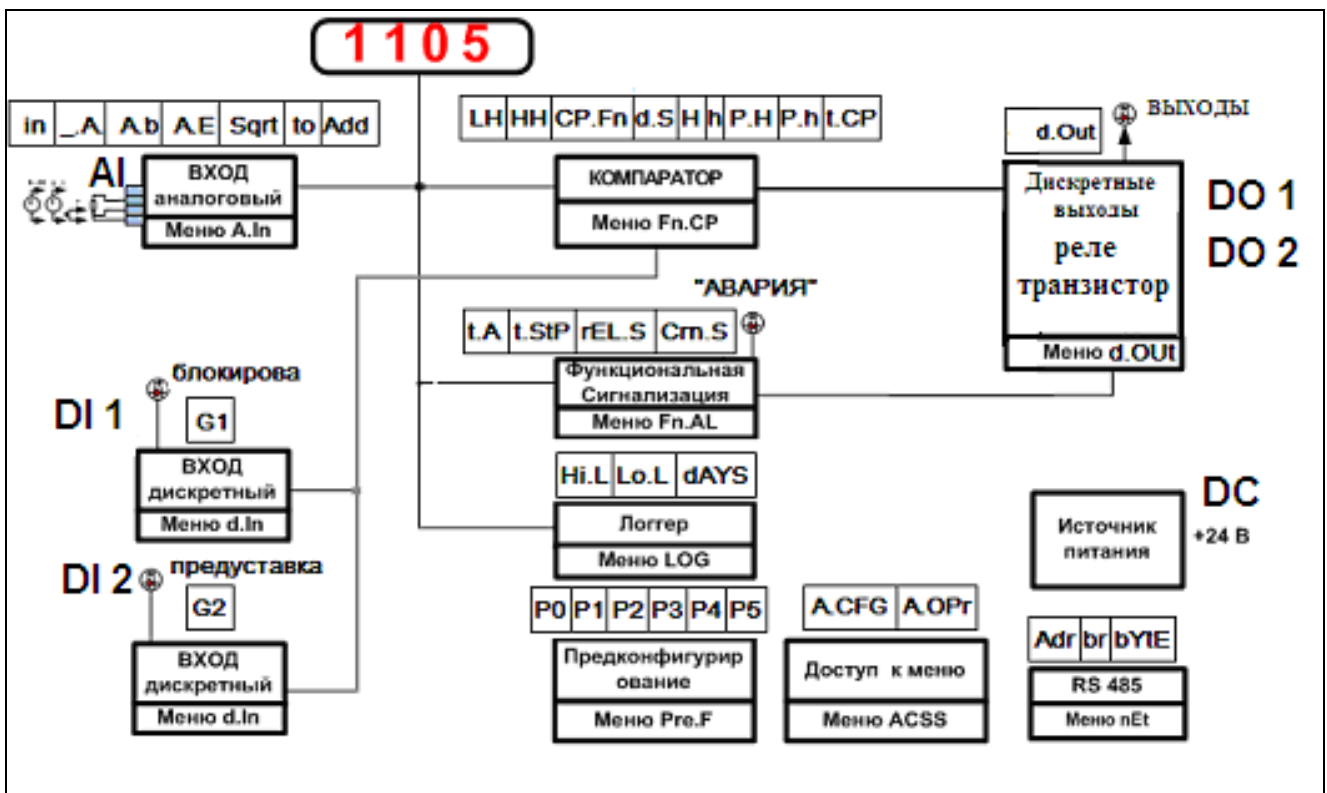 1105
in _.A. A.b A.E Sqrt to Add
AI
ВХОД
аналоговый
Меню A.In
LH HH CP.Fn d.S H h P.H P.h t.CP
КОМПАРАТОР
Меню Fn.CP
d.Out
ВЫХОДЫ
Дискретные
выходы
реле
транзистор
Меню d.OUt
DO 1
DO 2
"АВАРИЯ"
t.A t.StP rEL.S Crn.S
Функциональная
Сигнализация
Меню Fn.AL
блокирова
DI 1
G1
ВХОД
дискретный
Меню d.In
Hi.L Lo.L dAYS
Логгер
Меню LOG
DC
+24 В
Источник
питания
предуставка
DI 2
G2
ВХОД
дискретный
Меню d.In
P0 P1 P2 P3 P4 P5
Предконфигурир
ование
Меню Pre.F
A.CFG A.OPr
Доступ к меню
Меню ACSS
Adr br bYtE
RS 485
Меню nEt